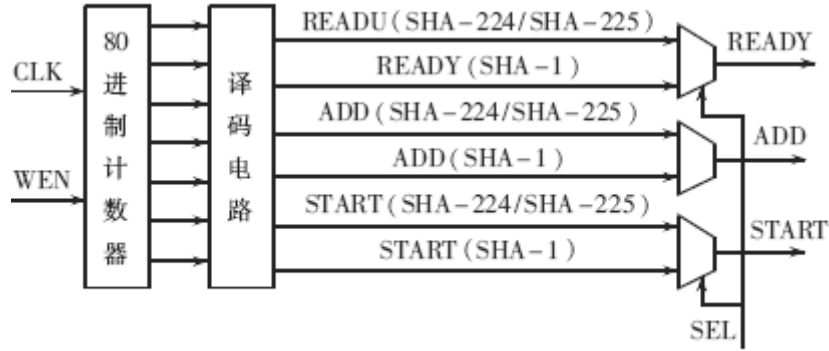 READU(SHA-224/SHA-225)
READY
CLK
80进制计数器
译码电路
READY(SHA-1)
ADD(SHA-224/SHA-225)
ADD
ADD(SHA-1)
WEN
START(SHA-224/SHA-225)
START
START(SHA-1)
SEL